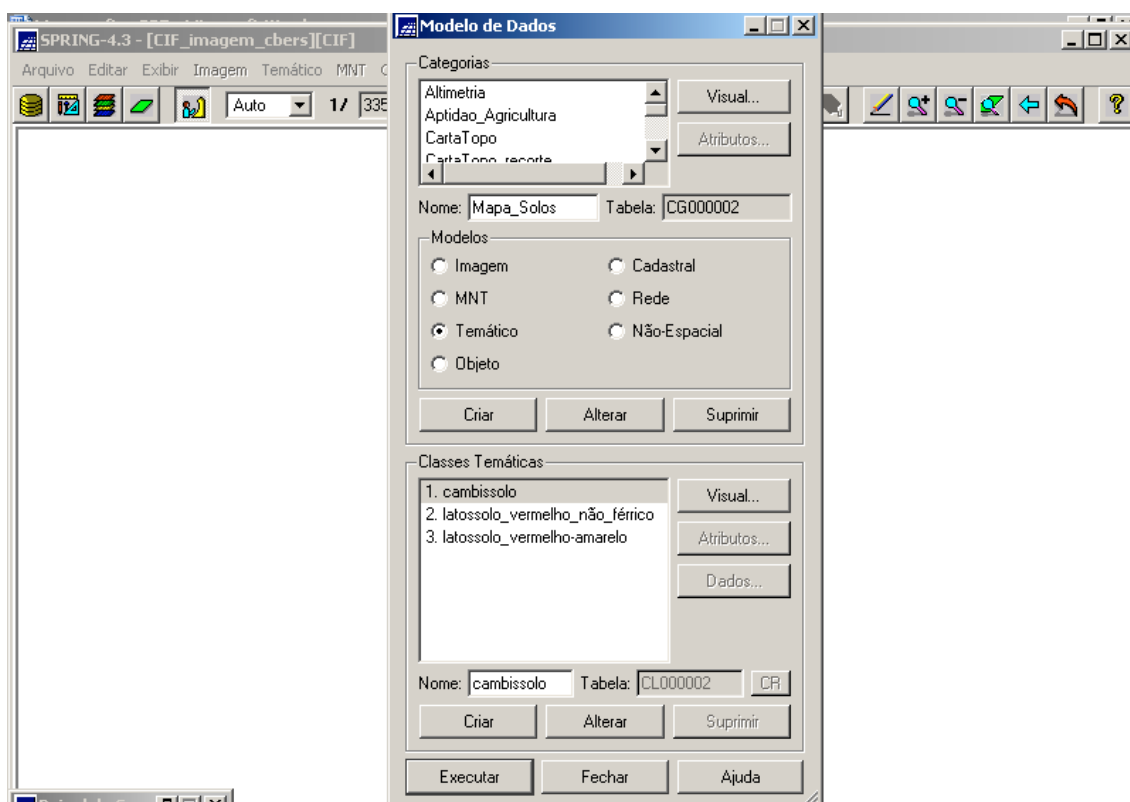 SPRING-4.3 - [CIF_imagem_cbers][CIF]
Arquivo Editar Exibir Imagem Temático MNT
Auto 1/ 335
Modelo de Dados
Categorias
Altimetria
Aptidao_Agricultura
CartaTopo
CartaTopo_recorte
Visual...
Atributos...
Nome: Mapa_Solos Tabela: CG000002
Modelos
Imagem Cadastral
MNT Rede
Temático Não-Espacial
Objeto
Criar Alterar Suprimir
Classes Temáticas
1. cambissolo
2. latossolo_vermelho_não_férrico
3. latossolo_vermelho-amarelo
Visual...
Atributos...
Dados...
Nome: cambissolo Tabela: CL000002 CR
Criar Alterar Suprimir
Executar Fechar Ajuda